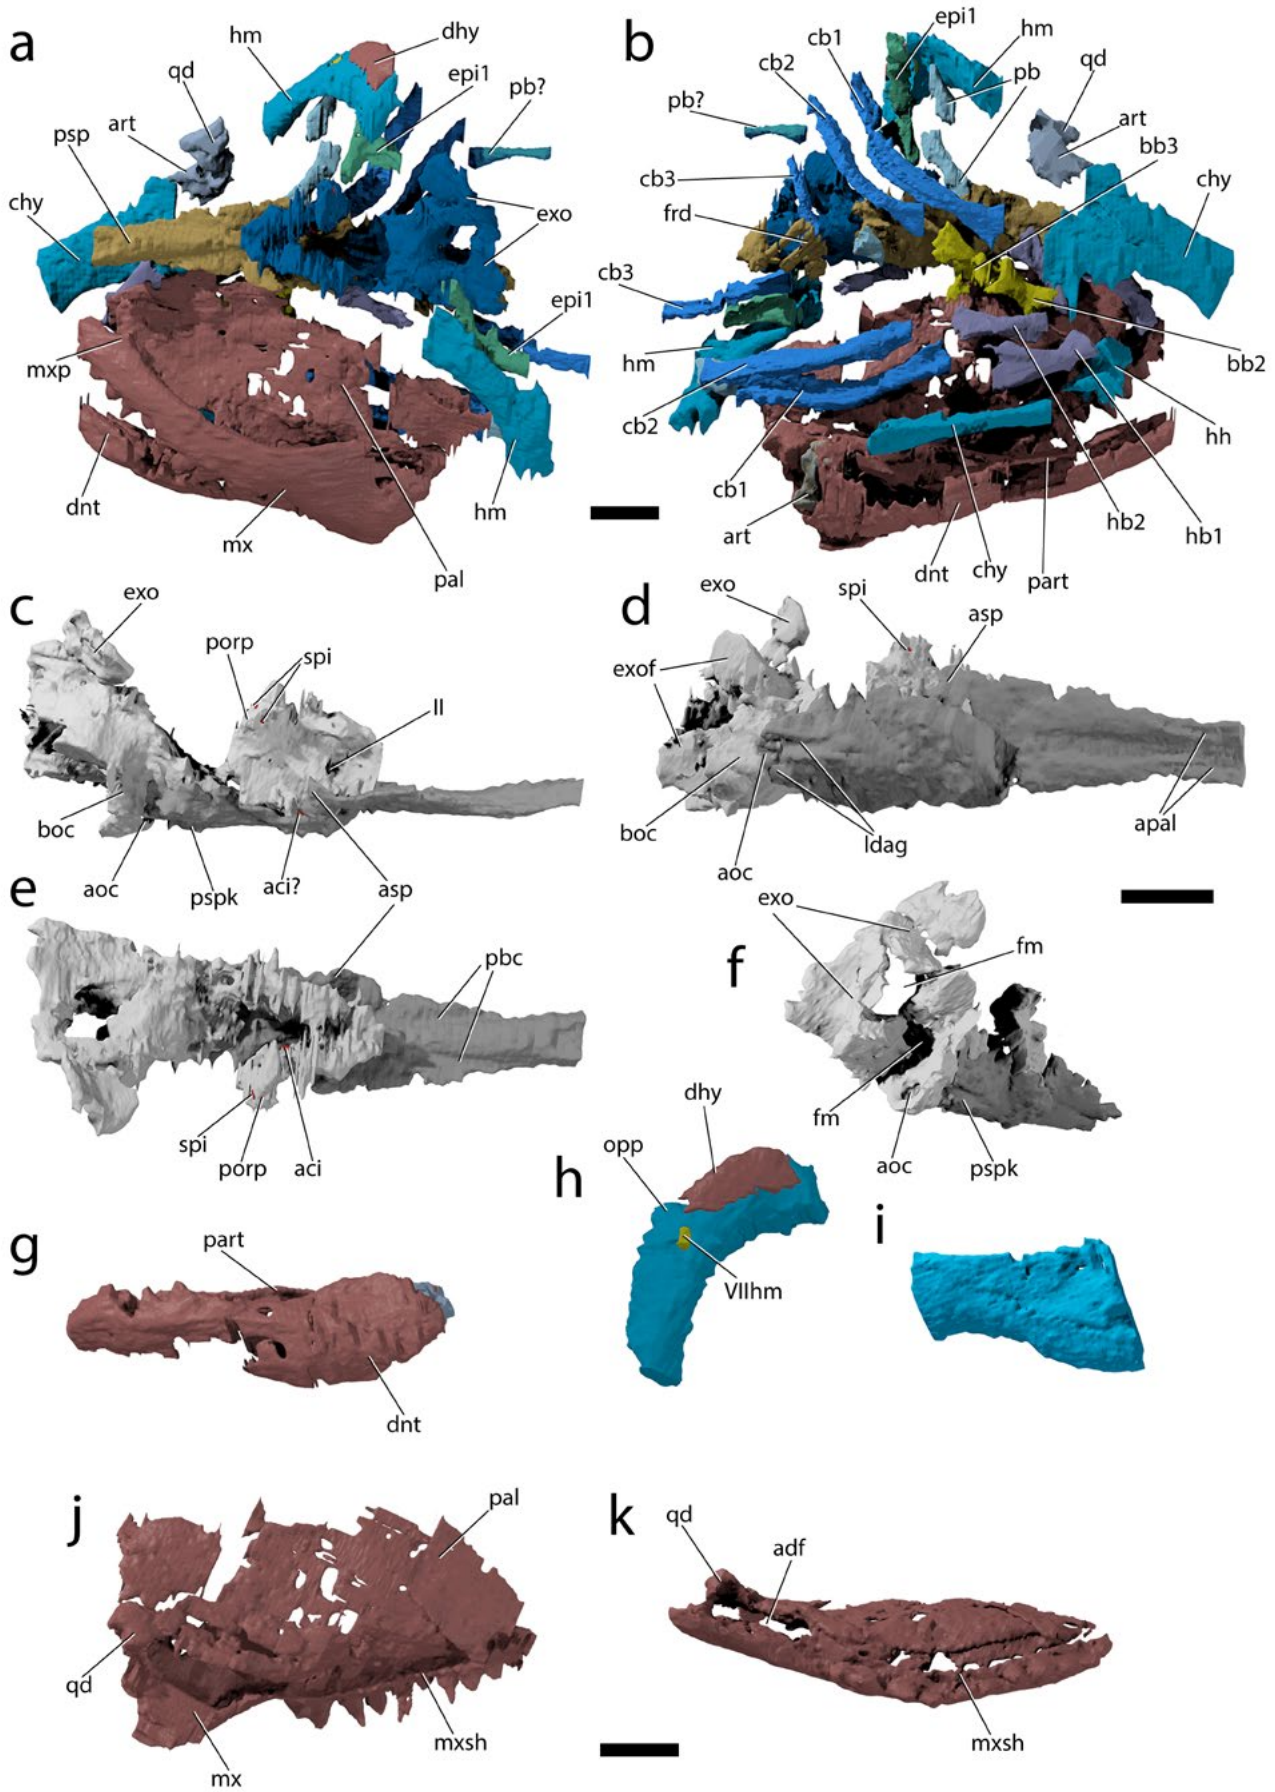 a
hm
dhy
epi1
qd
pb?
art
psp
chy
exo
epi1
mxp
dnt
mx
hm
pal
b
cb1
epi1
hm
cb2
pb
qd
pb?
art
bb3
cb3
chy
frd
cb3
hm
bb2
cb2
hh
cb1
hb2
hb1
art
dnt
chy
part
c
exo
porp
spi
II
boc
aoc
pspk
aci?
asp
d
exo
spi
asp
exof
boc
ldag
apal
aoc
e
pbc
spi
porp
aci
f
exo
fm
fm
aoc
pspk
g
part
dnt
h
dhy
opp
VIIhm
i
j
pal
qd
mx
mxsh
k
qd
adf
mxsh